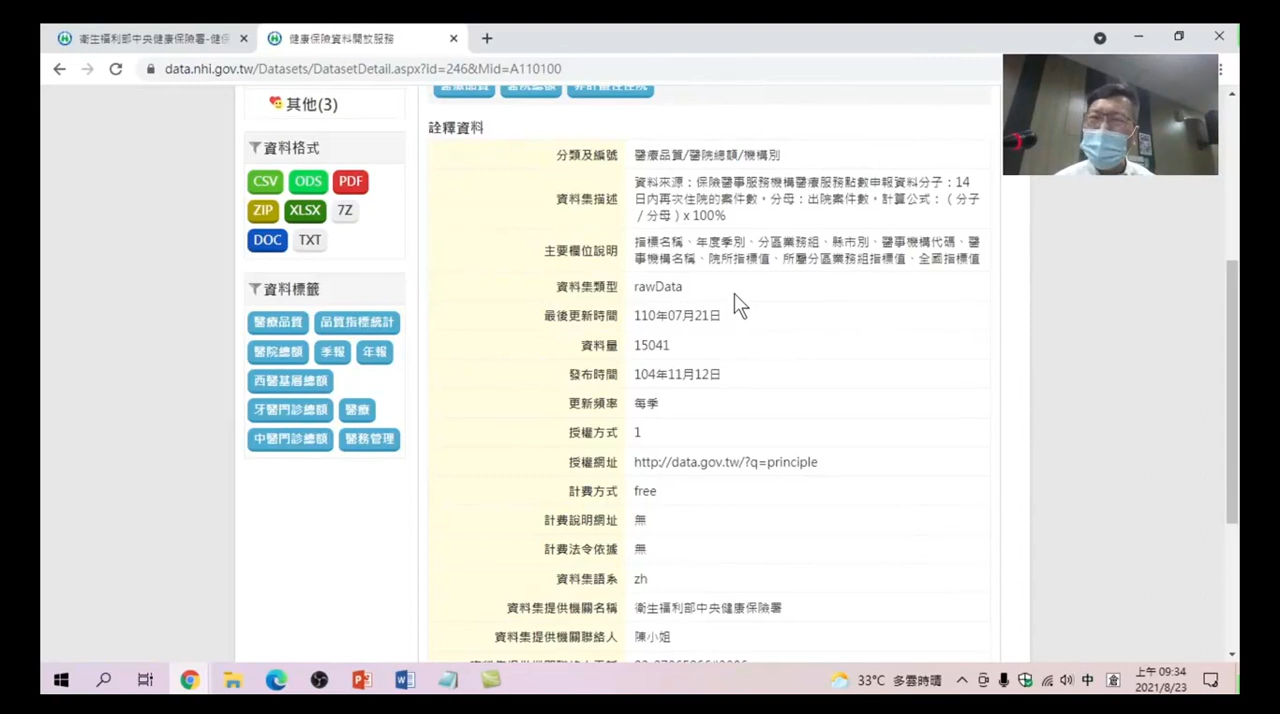 衛生福利部中央健康保險署-健保
健康保險資料開放服務
data.nhi.gov.tw/Datasets/DatasetDetail.aspx?id=246&Mid=A110100
其他(3)
醫療品質 醫院總額
資料格式
CSV ODS PDF
ZIP XLSX 7Z
DOC TXT
資料標籤
醫療品質 品質指標統計
醫院總額 季報 年報
西醫基層總額
牙醫門診總額 醫療
中醫門診總額 醫務管理
詮釋資料
分類及編號 醫療品質/醫院總額/機構別
資料集描述 資料來源：保險醫事服務機構醫療服務點數申報資料分子：14
日內再次住院的案件數，分母：出院案件數，計算公式：（分子
/分母）x 100%
主要欄位說明 指標名稱、年度季別、分區業務組、縣市別、醫事機構代碼、醫
事機構名稱、院所指標值、所屬分區業務組指標值、全國指標值
資料集類型 rawData
最後更新時間 110年07月21日
資料量 15041
發布時間 104年11月12日
更新頻率 每季
授權方式 1
授權網址 http://data.gov.tw/?q=principle
計費方式 free
計費說明網址 無
計費法令依據 無
資料集語系 zh
資料集提供機關名稱 衛生福利部中央健康保險署
資料集提供機關聯絡人 陳小姐
33°C 多雲時晴
中
倉
上午 09:34
2021/8/23